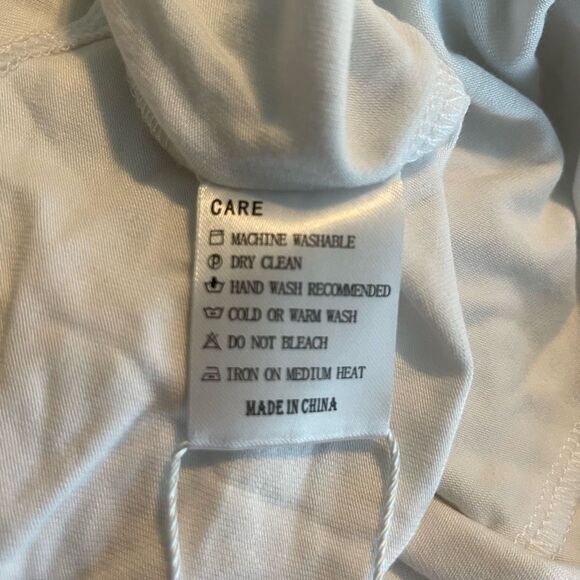 CARE
MACHINE WASHABLE
P DRY CLEAN
HAND WASH RECOMMENDED
COLD OR WARM WASH
DO NOT BLEACH
IRON ON MEDIUM HEAT
MADE IN CHINA